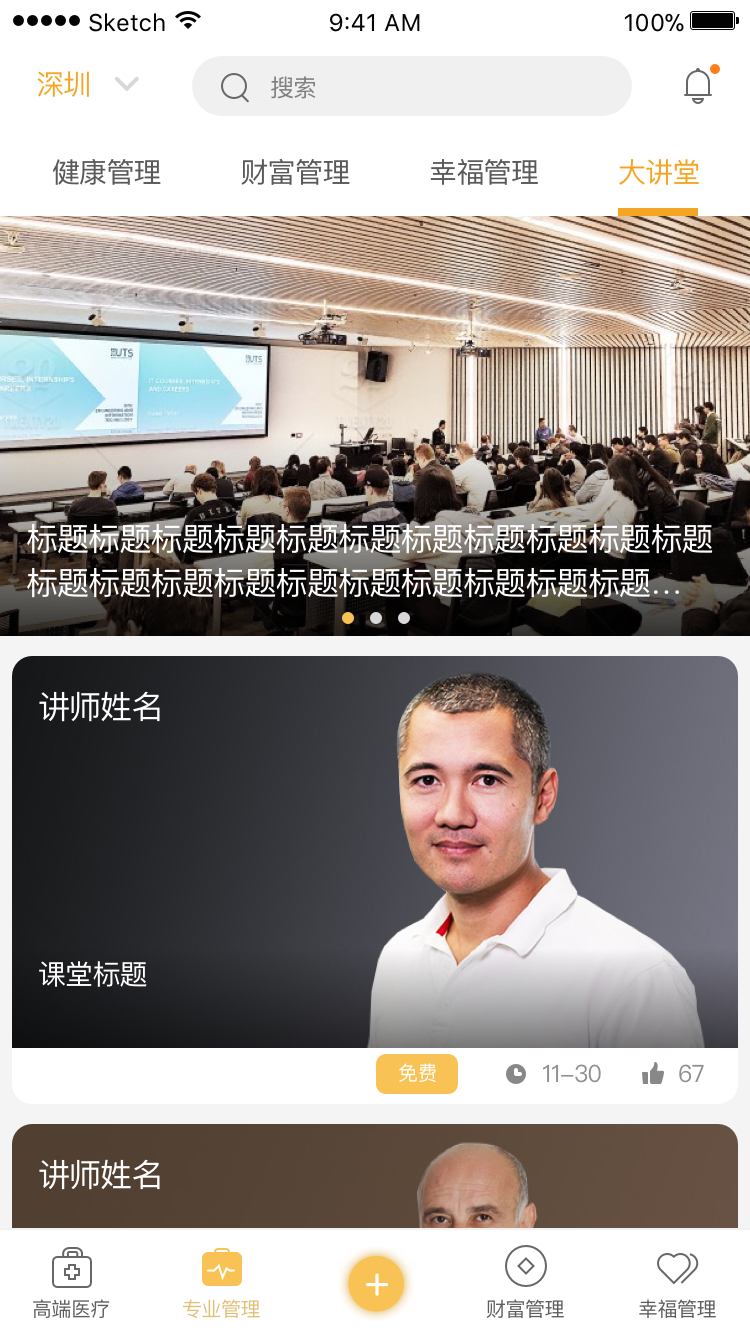 Sketch 9:41 AM 100%
深圳 搜索
健康管理 财富管理 幸福管理 大讲堂
UTS UTS
IT COURSES, INTERNSHIPS
AND CAREERS
标题标题标题标题标题标题标题标题标题标题标题
标题标题标题标题标题标题标题标题标题标题...
讲师姓名
课堂标题
免费 11-30 67
讲师姓名
高端医疗 专业管理 财富管理 幸福管理